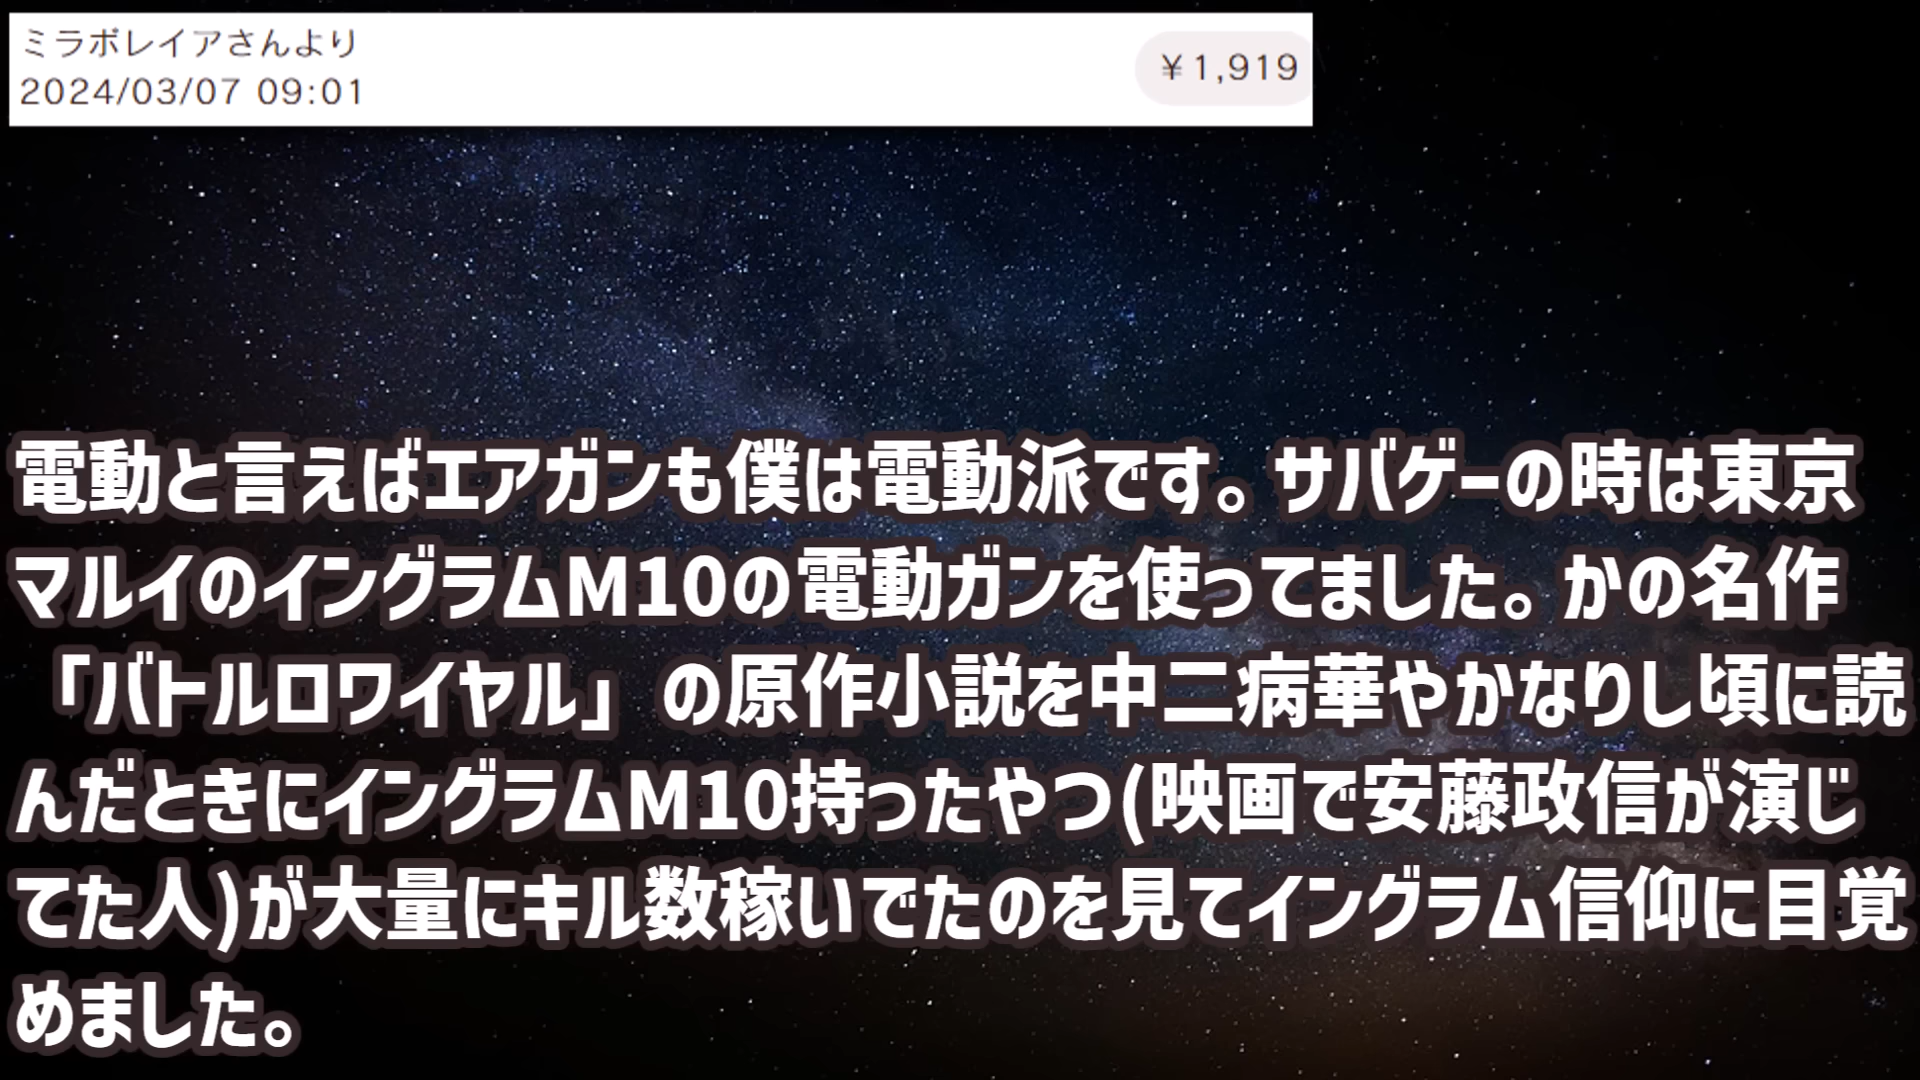 ミラボレイアさんより
¥1,919
2024/03/07 09:01
電動と言えばエアガンも僕は電動派です。サバゲーの時は東京
マルイのイングラムM10の電動ガンを使ってました。かの名作
「バトルロワイヤル」の原作小説を中二病華やかなりし頃に読
んだときにイングラムM10持ったやつ(映画で安藤政信が演じ
てた人)が大量にキル数稼いでたのを見てイングラム信仰に目覚
めました。